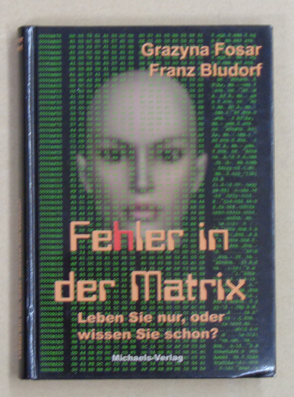 Grazyna Fosar
Franz Bludorf
Fehler in
der Matrix
Leben Sie nur, oder
wissen Sie schon?
Michaels-Verlag